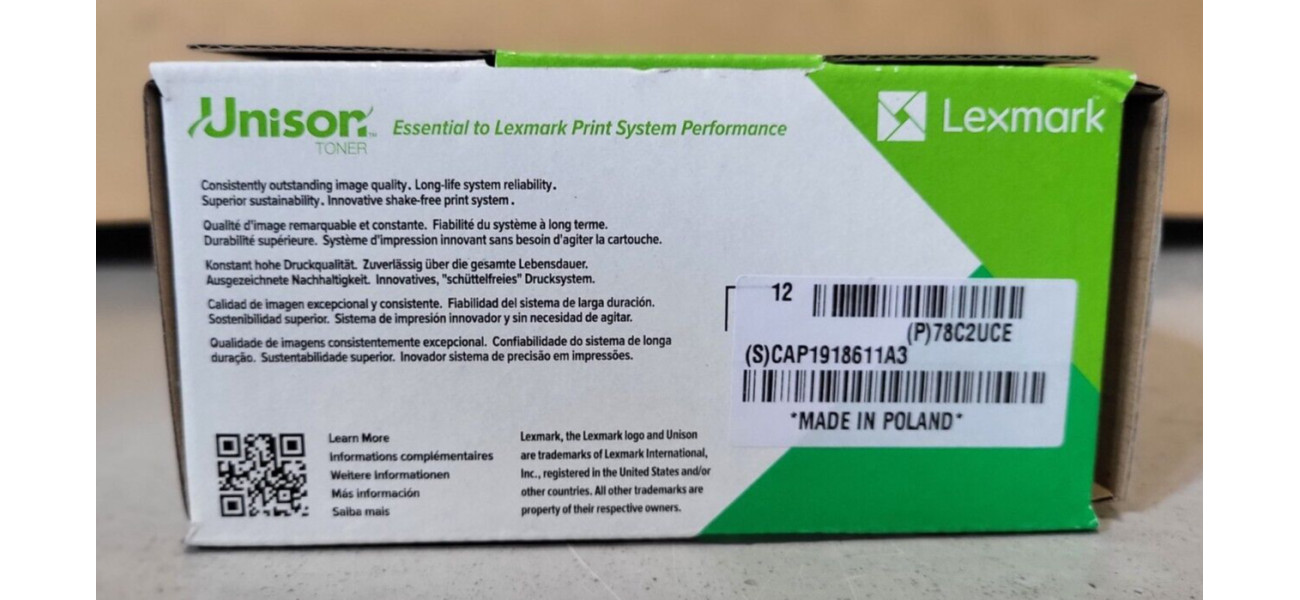 Unison™
TONER
Essential to Lexmark Print System Performance
Lexmark
Consistently outstanding image quality. Long-life system reliability.
Superior sustainability. Innovative shake-free print system.
Qualité d'image remarquable et constante. Fiabilité du système à long terme.
Durabilité supérieure. Système d'impression innovant sans besoin d'agiter la cartouche.
Konstant hohe Druckqualität. Zuverlässig über die gesamte Lebensdauer.
Ausgezeichnete Nachhaltigkeit. Innovatives, "schüttelfreies" Drucksystem.
Calidad de imagen excepcional y consistente. Fiabilidad del sistema de larga duración.
Sostenibilidad superior. Sistema de impresión innovador y sin necesidad de agitar.
Qualidade de imagens consistentemente excepcional. Confiabilidade do sistema de longa
duração. Sustentabilidade superior. Inovador sistema de precisão em impressões.
12
(P)78C2UCE
(S)CAP1918611A3
*MADE IN POLAND*
Learn More
Informations complémentaires
Weitere Informationen
Más información
Saiba mais
Lexmark, the Lexmark logo and Unison
are trademarks of Lexmark International,
Inc., registered in the United States and/or
other countries. All other trademarks are
property of their respective owners.